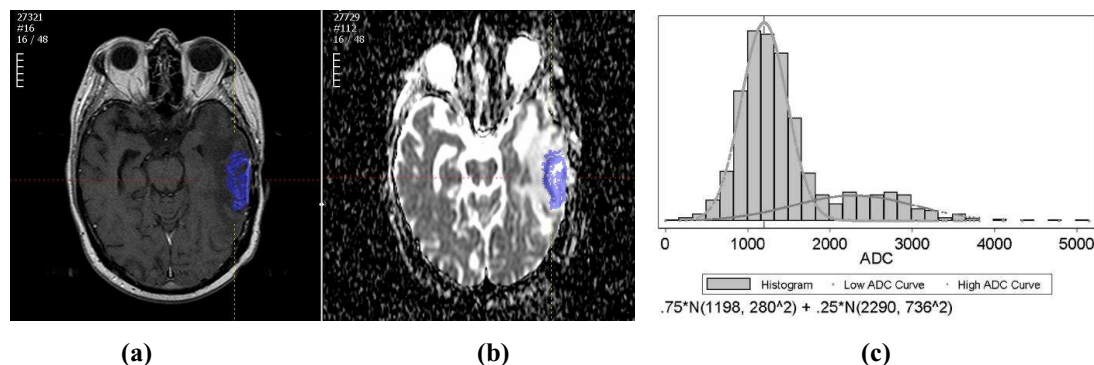 27321
#16
16 / 48
27729
#112
16 / 48
0 1000 2000 3000 4000 5000
ADC
Histogram Low ADC Curve High ADC Curve
.75*N(1198, 280^2) + .25*N(2290, 736^2)
(a) (b) (c)